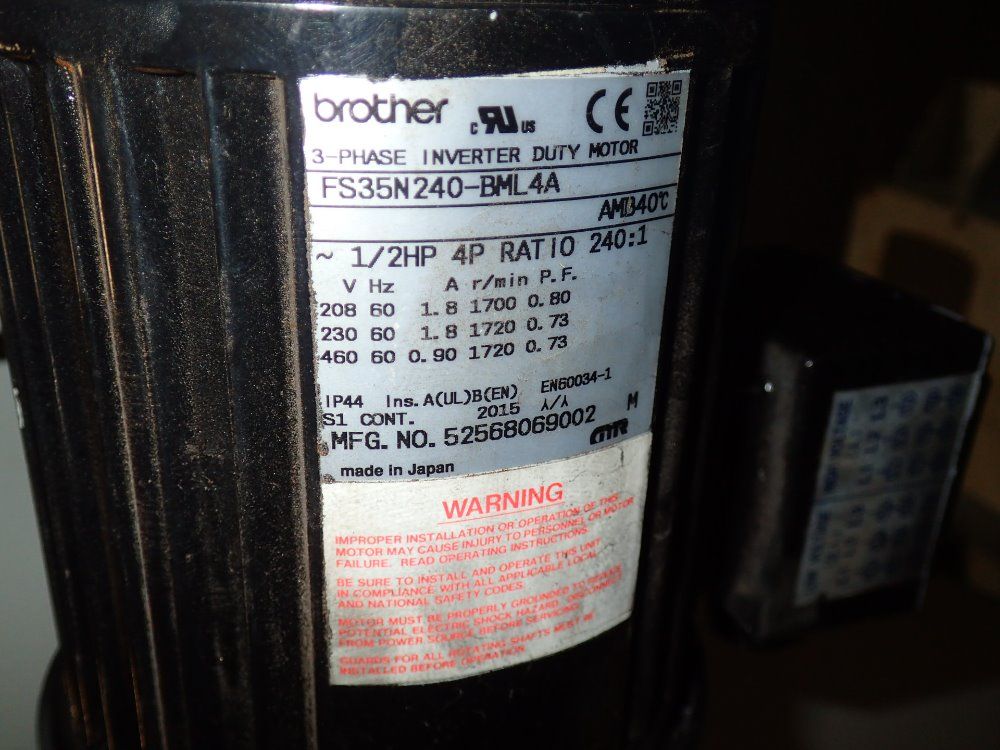 brother c UR US CE
3-PHASE INVERTER DUTY MOTOR
FS35N240-BML4A
AMB40℃
~ 1/2HP 4P RATIO 240:1
V Hz A r/min P.F.
208 60 1.8 1700 0.80
230 60 1.8 1720 0.73
460 60 0.90 1720 0.73
IP44 Ins.A(UL)B(EN) EN60034-1
S1 CONT. 2015 ⅄/⅄ M
MFG. NO. 52568069002
made in Japan
WARNING
IMPROPER INSTALLATION OR OPERATION OF THIS
MOTOR MAY CAUSE INJURY TO PERSONNEL OR MOTOR
FAILURE. READ OPERATING INSTRUCTIONS.
BE SURE TO INSTALL AND OPERATE THIS UNIT
IN COMPLIANCE WITH ALL APPLICABLE LOCAL
AND NATIONAL SAFETY CODES.
MOTOR MUST BE PROPERLY GROUNDED TO
POTENTIAL ELECTRIC SHOCK HAZARD. DISCONNECT
FROM POWER SOURCE BEFORE SERVICING.
GUARDS FOR ALL ROTATING SHAFTS MUST BE
INSTALLED BEFORE OPERATION.